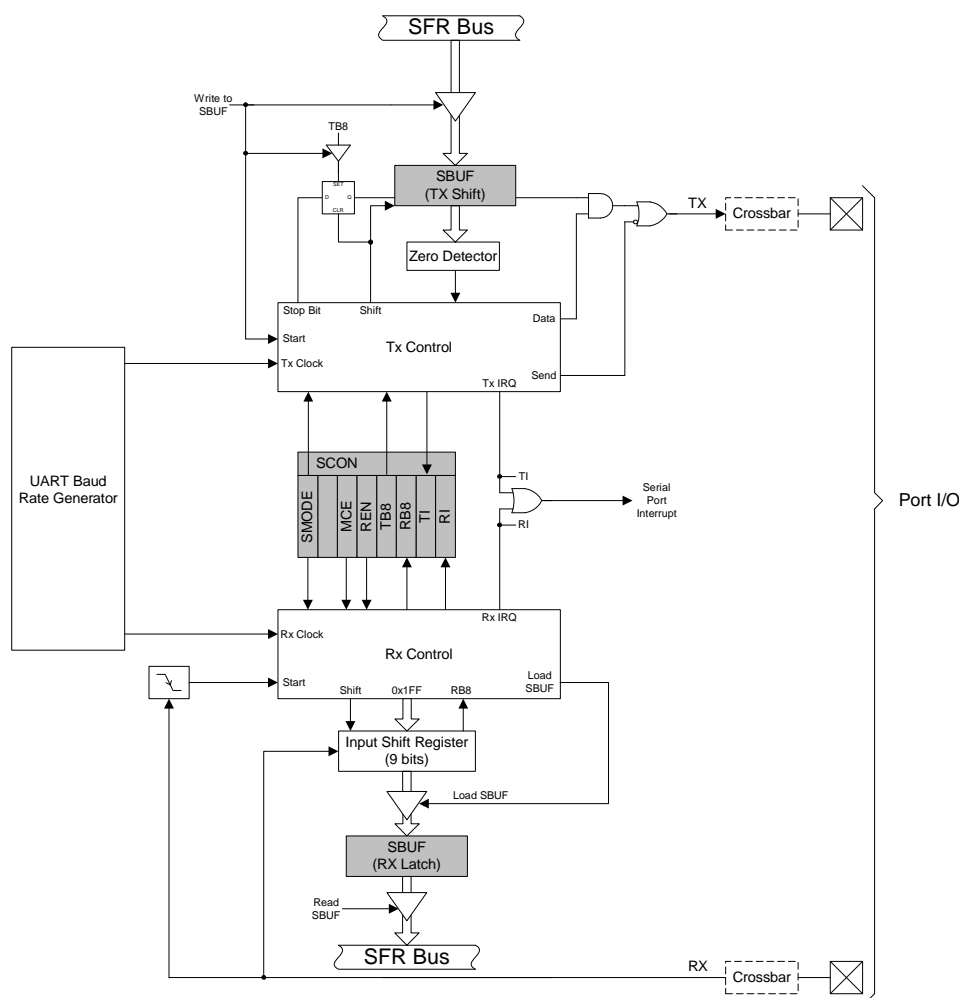 SFR Bus
Write to
SBUF
TB8
SET
D
Q
CLR
SBUF
(TX Shift)
TX
Crossbar
Zero Detector
Stop Bit
Shift
Data
Start
Tx Control
Tx Clock
Send
Tx IRQ
UART Baud
Rate Generator
SCON
SMODE
MCE
REN
TB8
RB8
TI
RI
TI
RI
Serial
Port
Interrupt
Port I/O
Rx IRQ
Rx Clock
Rx Control
Start
Load
SBUF
Shift
0x1FF
RB8
Input Shift Register
(9 bits)
Load SBUF
SBUF
(RX Latch)
Read
SBUF
SFR Bus
RX
Crossbar